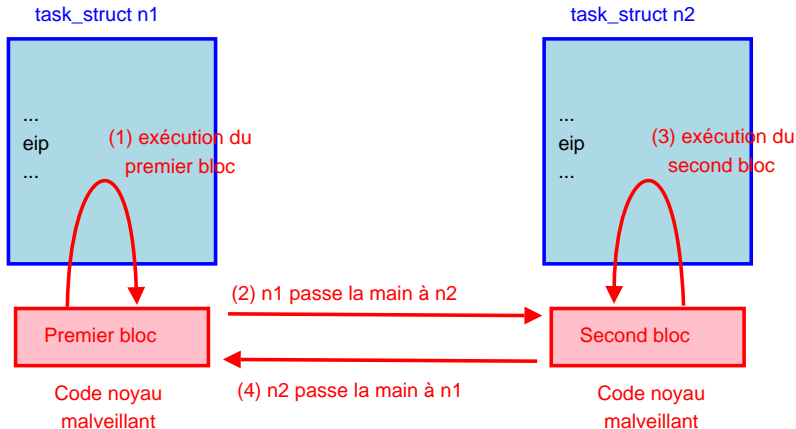 task_struct n1
task_struct n2
...
eip
...
(1) exécution du
premier bloc
...
eip
...
(3) exécution du
second bloc
(2) n1 passe la main à n2
Premier bloc
Second bloc
(4) n2 passe la main à n1
Code noyau
malveillant
Code noyau
malveillant